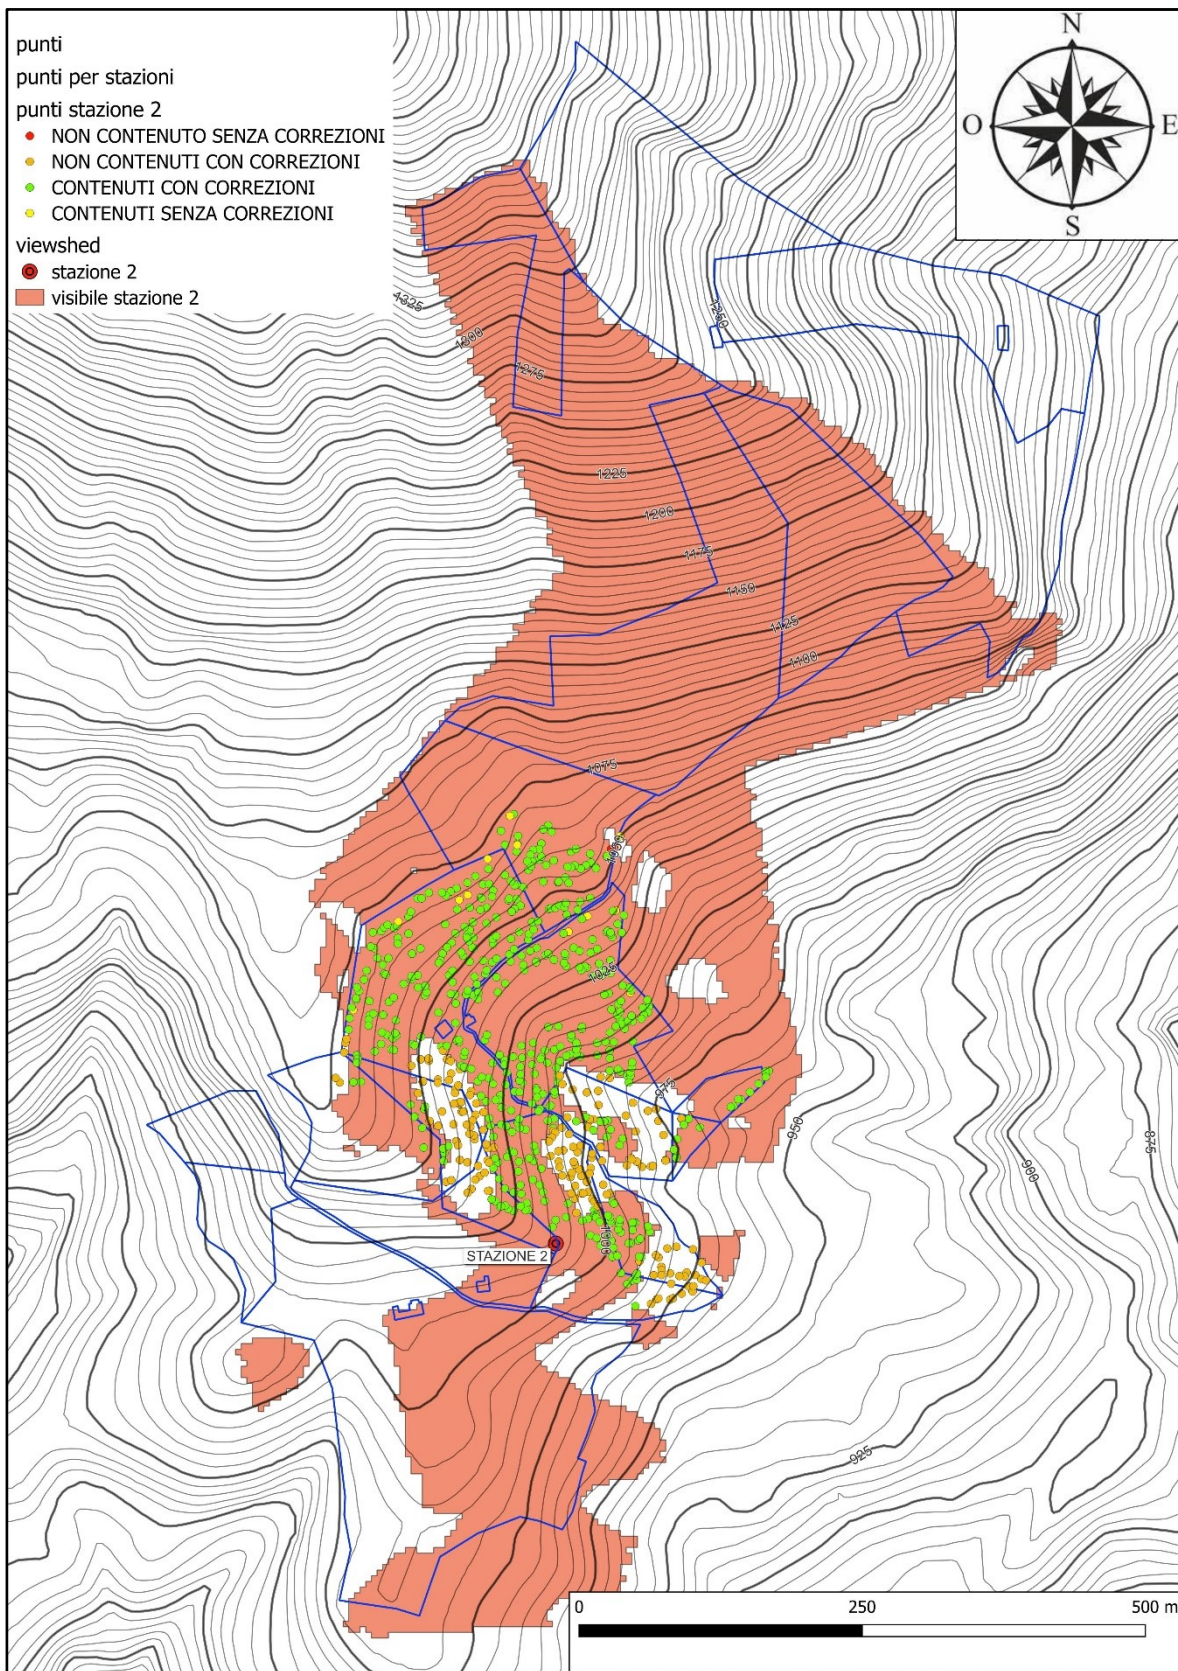 punti
punti per stazioni
punti stazione 2
NON CONTENUTO SENZA CORREZIONI
NON CONTENUTI CON CORREZIONI
CONTENUTI CON CORREZIONI
CONTENUTI SENZA CORREZIONI
viewshed
stazione 2
visibile stazione 2
N
O
E
S
1325
1300
1250
1275
1225
1200
1175
1150
1125
1100
1075
1025
975
950
875
900
1000
STAZIONE 2
925
0
250
500 m